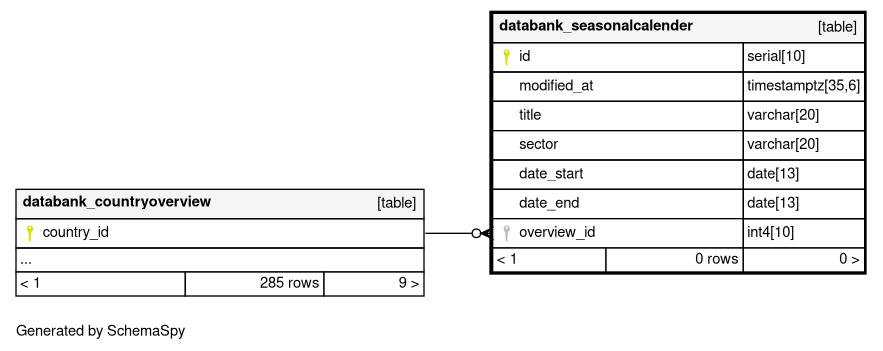 databank_seasonalcalender [table]
id serial[10]
modified_at timestamptz[35,6]
title varchar[20]
sector varchar[20]
date_start date[13]
date_end date[13]
overview_id int4[10]
< 1 0 rows 0 >
databank_countryoverview [table]
country_id
...
< 1 285 rows 9 >
Generated by SchemaSpy